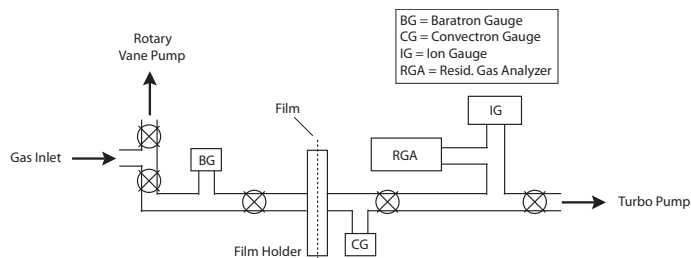 BG = Baratron Gauge
CG = Convectron Gauge
IG = Ion Gauge
RGA = Resid. Gas Analyzer
Rotary
Vane Pump
Film
IG
Gas Inlet
BG
RGA
Turbo Pump
Film Holder
CG